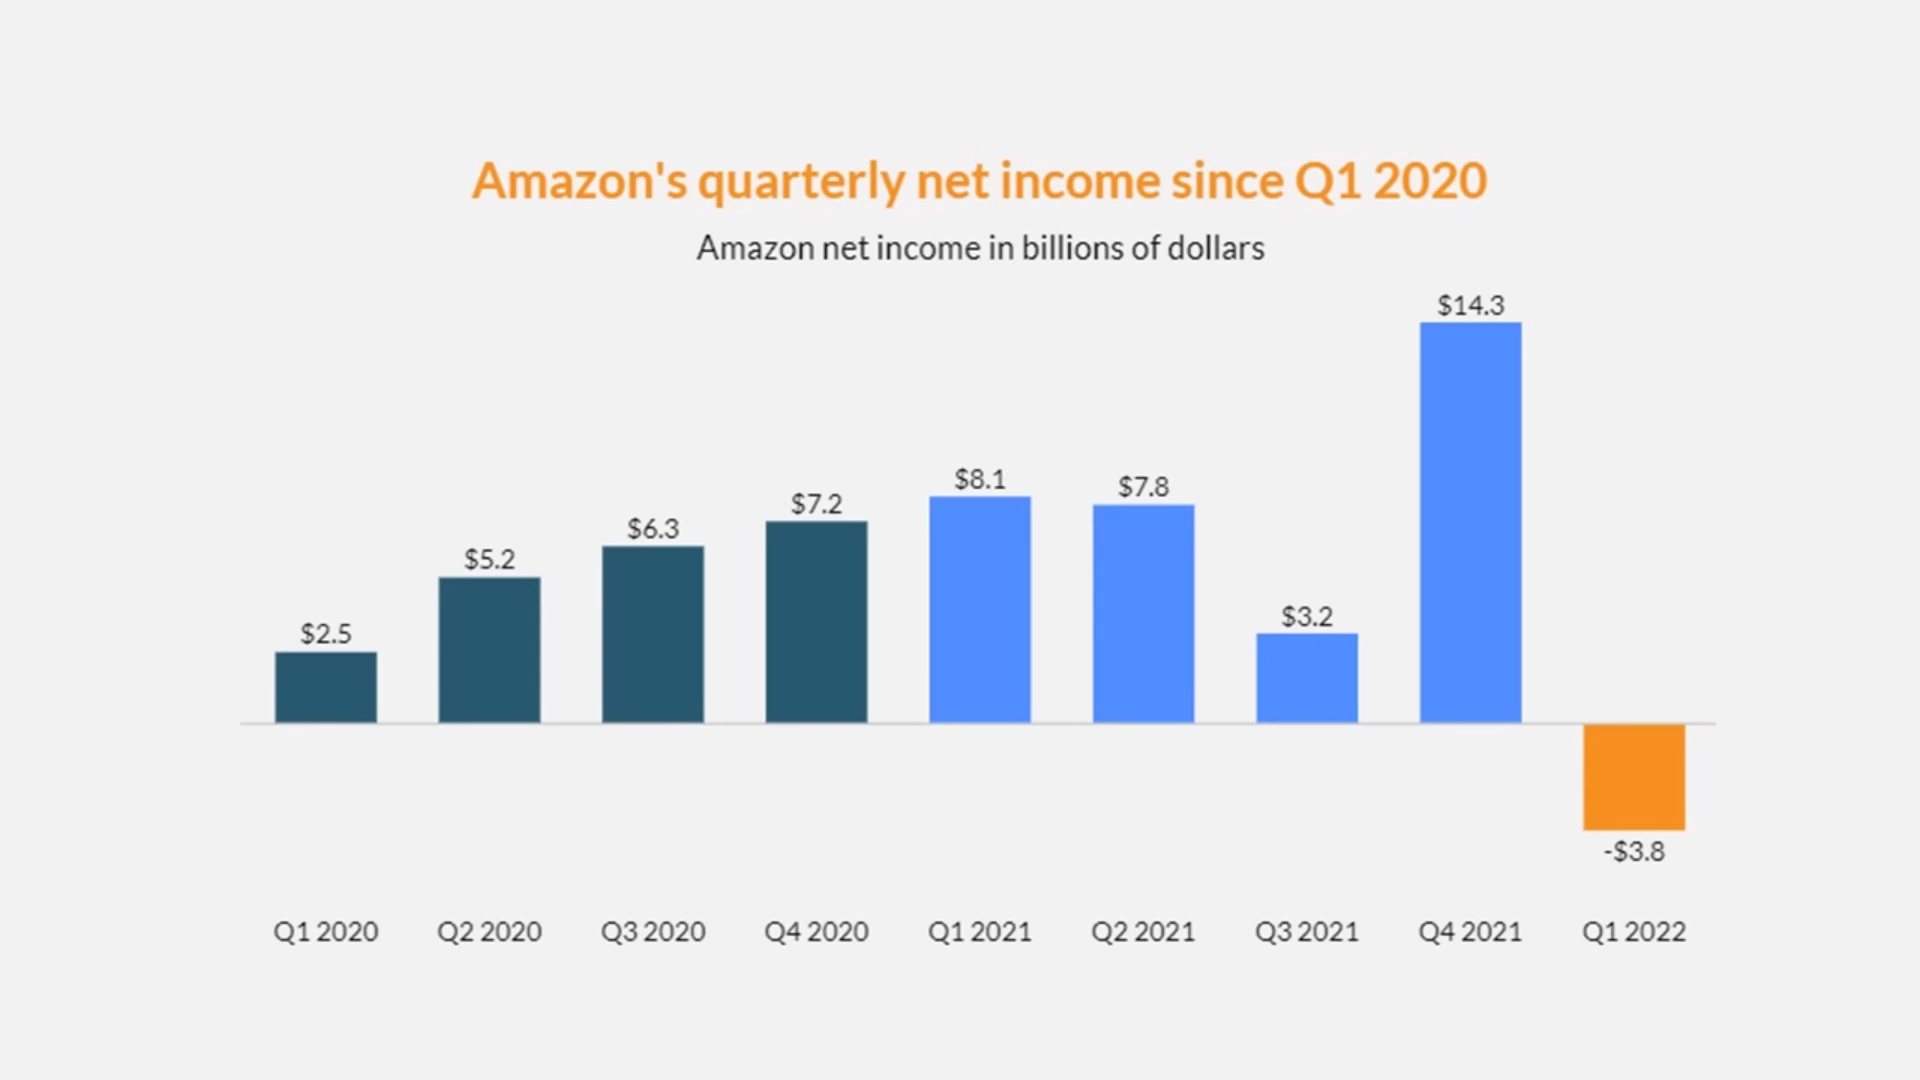 Amazon's quarterly net income since Q1 2020
Amazon net income in billions of dollars
$2.5
$5.2
$6.3
$7.2
$8.1
$7.8
$3.2
$14.3
-$3.8
Q1 2020
Q2 2020
Q3 2020
Q4 2020
Q1 2021
Q2 2021
Q3 2021
Q4 2021
Q1 2022